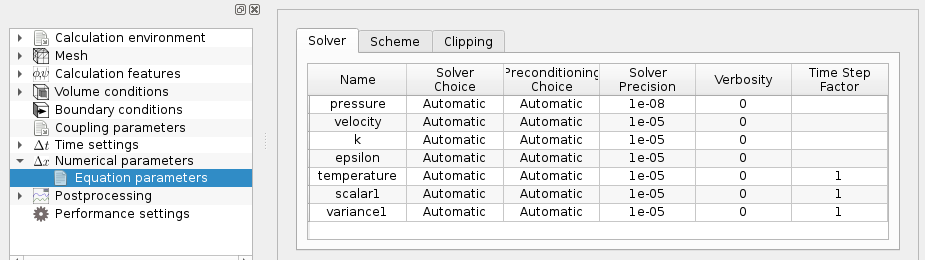 Calculation environment
Mesh
Calculation features
Volume conditions
Boundary conditions
Coupling parameters
Δt Time settings
Δx Numerical parameters
Equation parameters
Postprocessing
Performance settings
Solver Scheme Clipping
Name Solver Choice Preconditioning Choice Solver Precision Verbosity Time Step Factor
pressure Automatic Automatic 1e-08 0
velocity Automatic Automatic 1e-05 0
k Automatic Automatic 1e-05 0
epsilon Automatic Automatic 1e-05 0
temperature Automatic Automatic 1e-05 0 1
scalar1 Automatic Automatic 1e-05 0 1
variance1 Automatic Automatic 1e-05 0 1